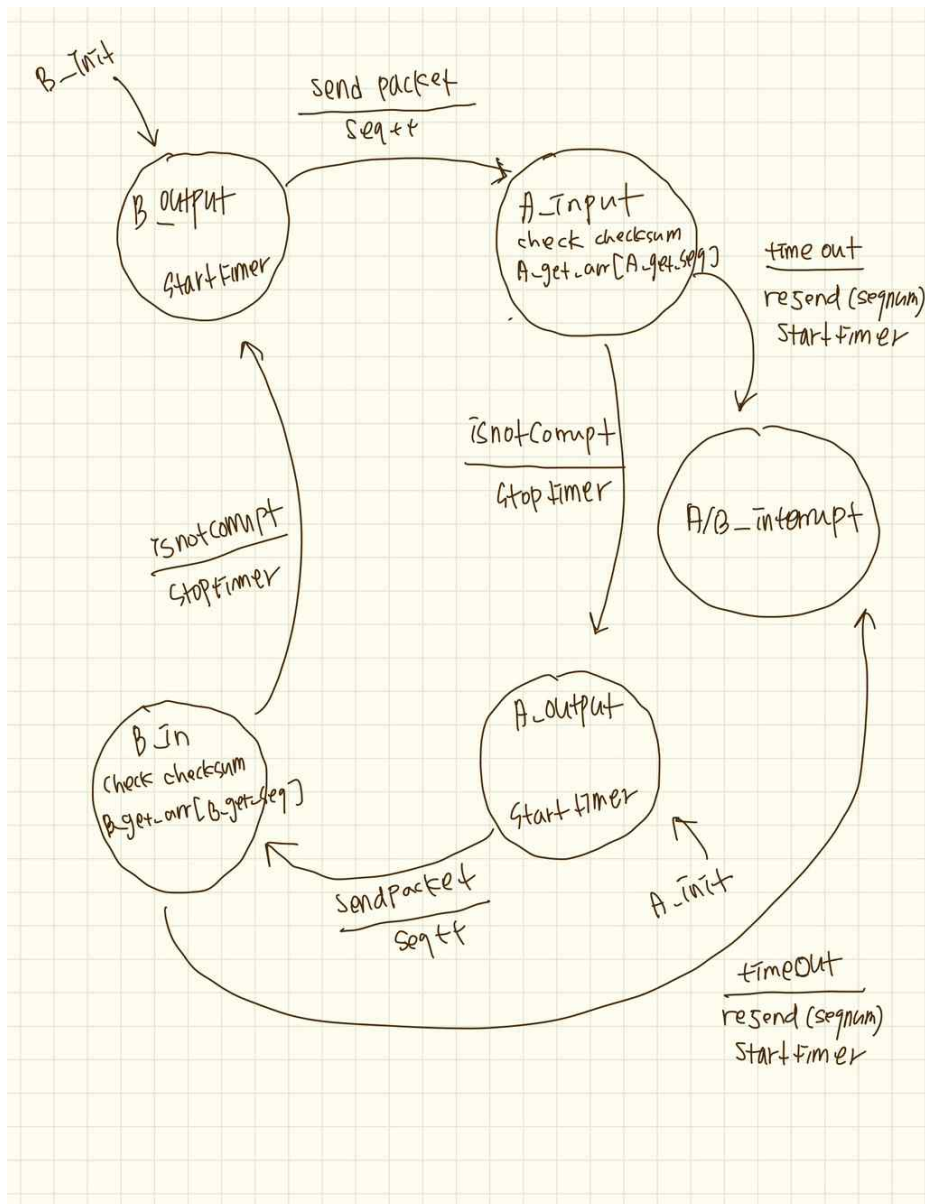 B_init
send packet
Seq++
B_output
Start timer
A_input
check checksum
A_get_arr[A_get_seq]
time out
resend (seqnum)
Start timer
isnotCorrupt
Stop timer
A/B_interrupt
isnotcorrupt
Stoptimer
B_in
check checksum
B_get_arr[B_get_seq]
A_output
Start timer
A_init
sendpacket
Seq++
timeOut
resend (seqnum)
Start timer